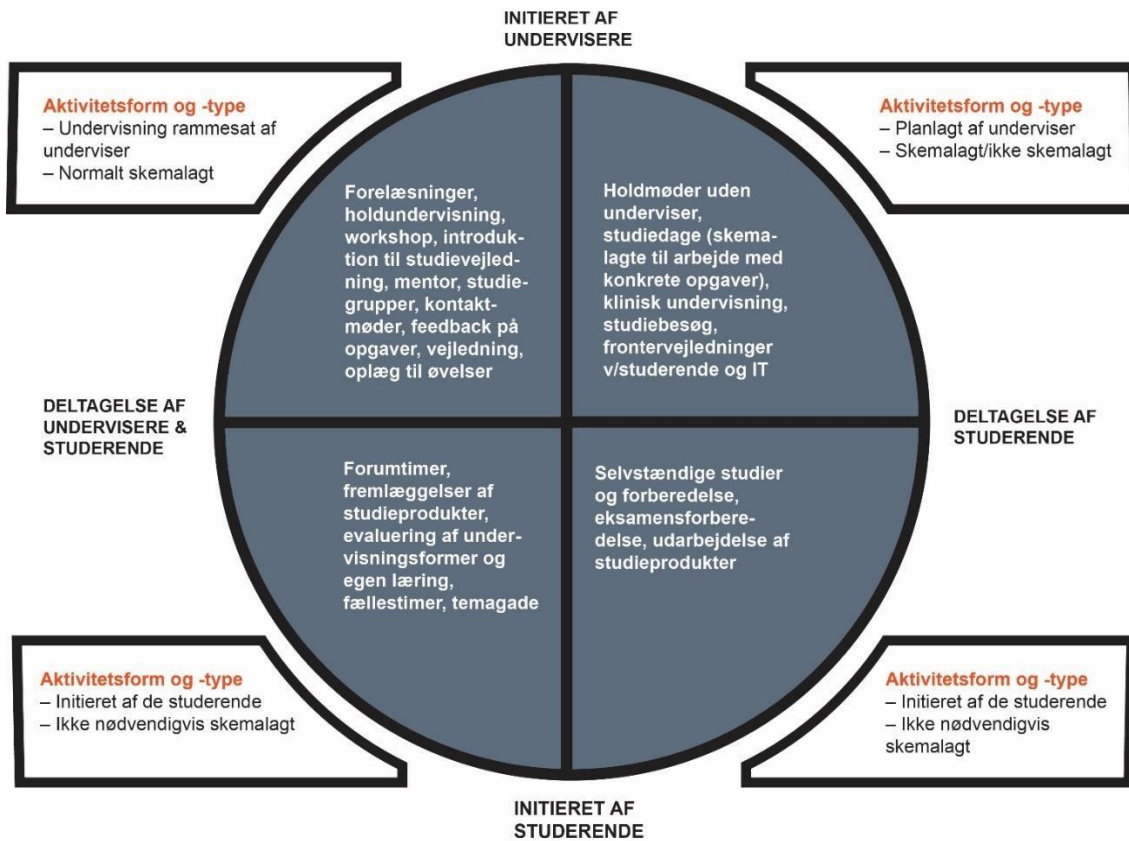 INITIERET AF
UNDERVISERE
Aktivitetsform og -type
– Undervisning rammesat af
underviser
– Normalt skemalagt
Aktivitetsform og -type
– Planlagt af underviser
– Skemalagt/ikke skemalagt
Forelæsninger,
holdundervisning,
workshop, introduk-
tion til studievejled-
ning, mentor, studie-
grupper, kontakt-
møder, feedback på
opgaver, vejledning,
oplæg til øvelser
Holdmøder uden
underviser,
studiedage (skema-
lagte til arbejde med
konkrete opgaver),
klinisk undervisning,
studiebesøg,
frontervejledninger
v/studerende og IT
DELTAGELSE AF
UNDERVISERE &
STUDERENDE
DELTAGELSE AF
STUDERENDE
Forumtimer,
fremlæggelser af
studieprodukter,
evaluering af under-
visningsformer og
egen læring,
fællestimer, temagade
Selvstændige studier
og forberedelse,
eksamensforbere-
delse, udarbejdelse af
studieprodukter
Aktivitetsform og -type
– Initieret af de studerende
– Ikke nødvendigvis skemalagt
Aktivitetsform og -type
– Initieret af de studerende
– Ikke nødvendigvis
skemalagt
INITIERET AF
STUDERENDE